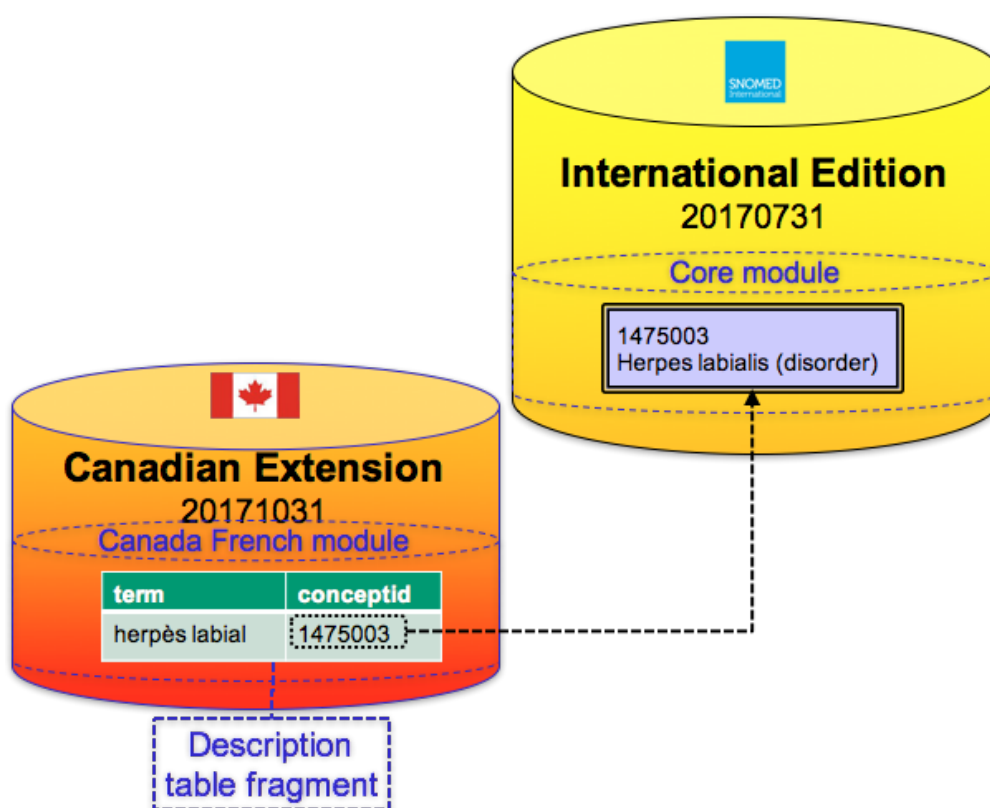 SNOMED
International
International Edition
20170731
Core module
1475003
Herpes labialis (disorder)
Canadian Extension
20171031
Canada French module
term conceptid
herpès labial 1475003
Description
table fragment